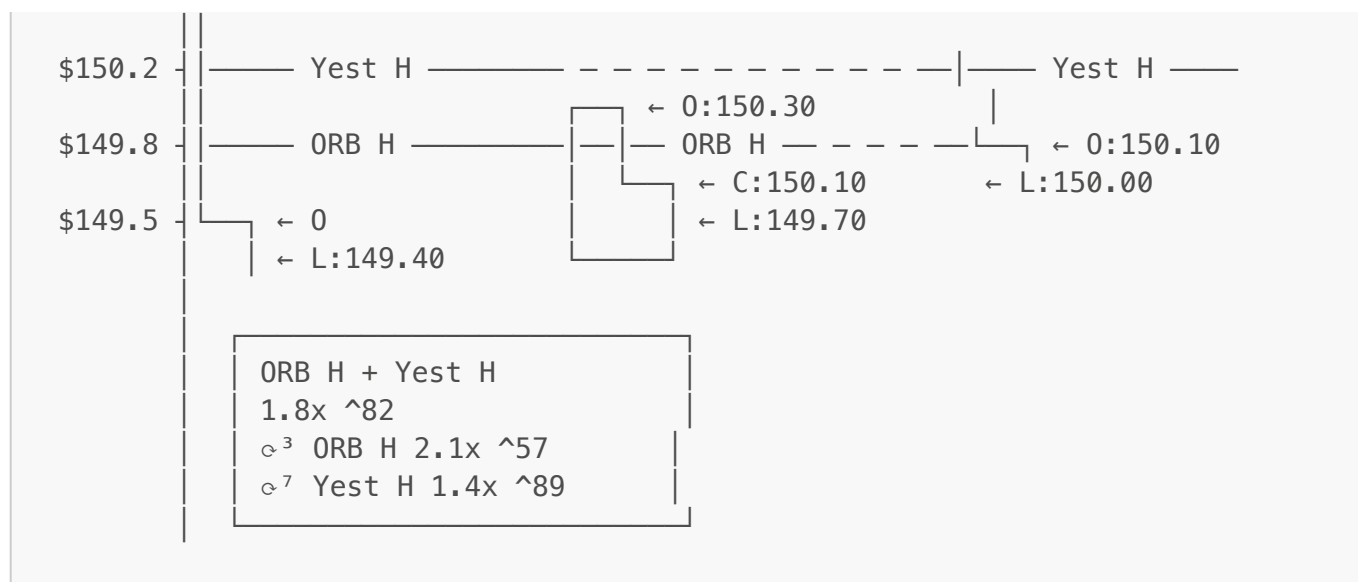 $150.2 Yest H Yest H
← O:150.30
$149.8 ORB H ORB H ← O:150.10
← C:150.10 ← L:150.00
$149.5 ← O ← L:149.70
← L:149.40
ORB H + Yest H
1.8x ^82
⟳³ ORB H 2.1x ^57
⟳⁷ Yest H 1.4x ^89